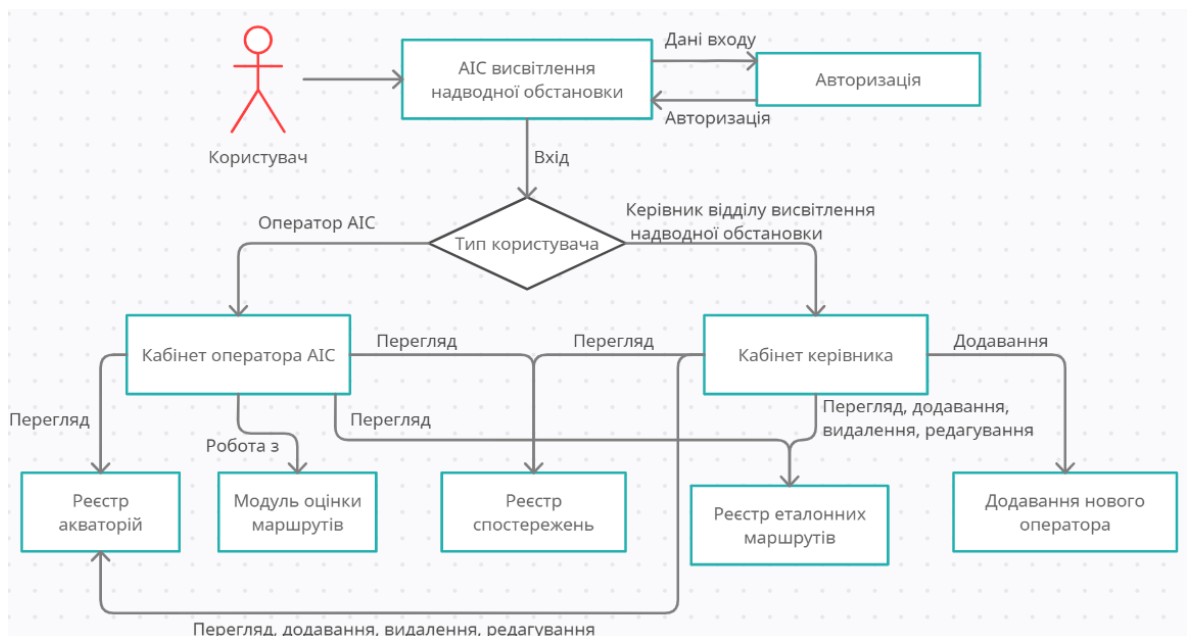 Дані входу
АІС висвітлення
надводної обстановки
Авторизація
Авторизація
Користувач
Вхід
Оператор АІС
Керівник відділу висвітлення
надводної обстановки
Тип користувача
Кабінет оператора АІС
Перегляд
Перегляд
Кабінет керівника
Додавання
Перегляд
Перегляд
Перегляд, додавання,
видалення, редагування
Робота з
Реєстр
акваторій
Модуль оцінки
маршрутів
Реєстр
спостережень
Реєстр еталонних
маршрутів
Додавання нового
оператора
Перегляд, додавання, видалення, редагування